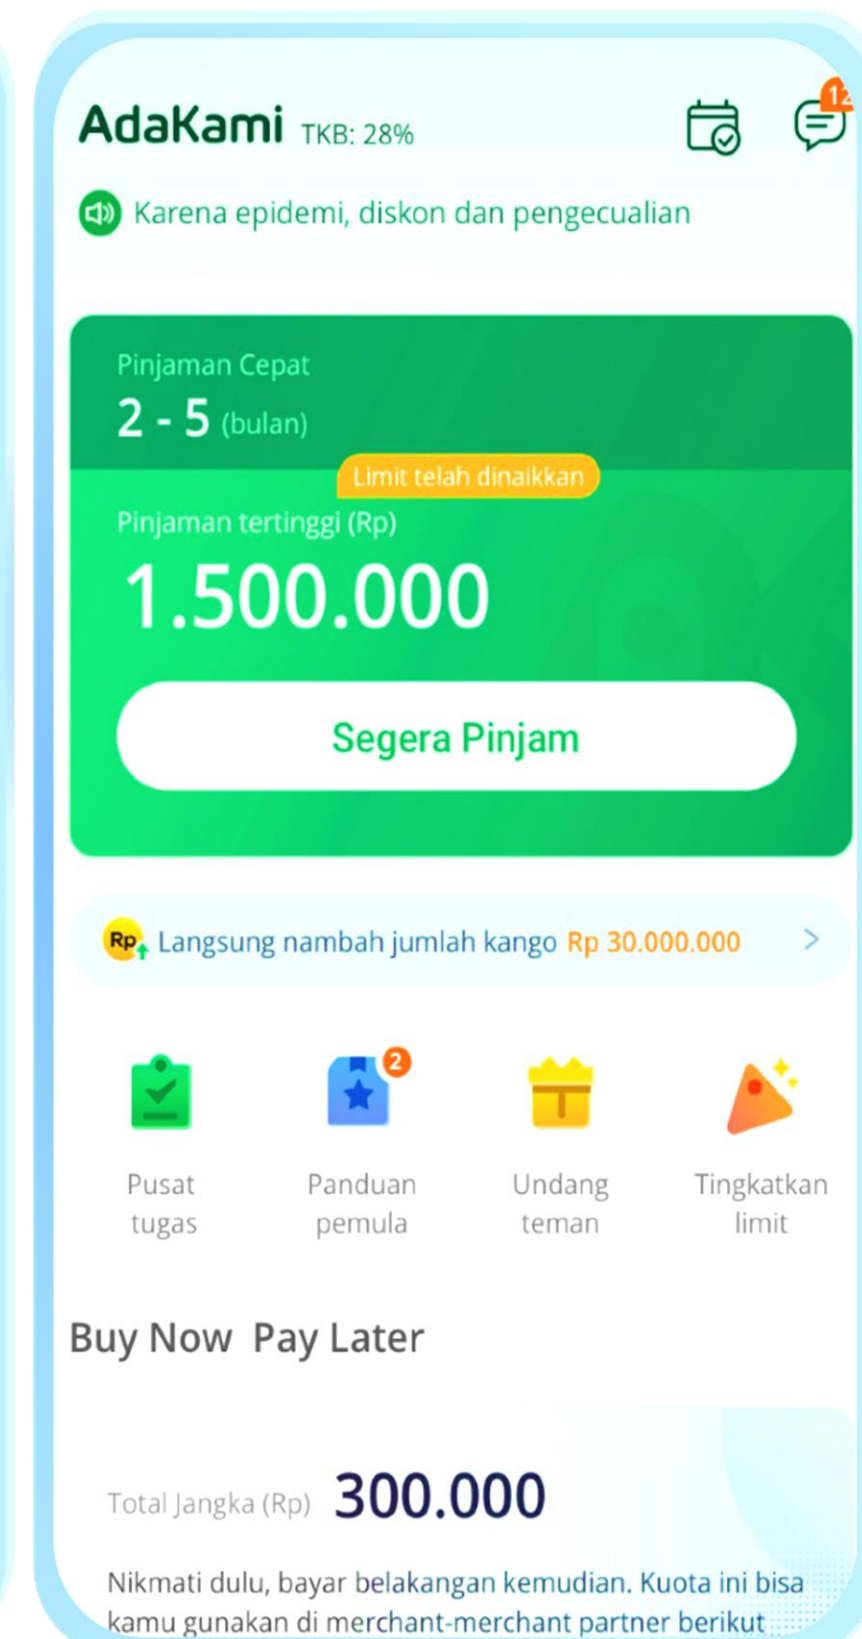 AdaKami TKB: 28%
12
Karena epidemi, diskon dan pengecualian
Pinjaman Cepat
2 - 5 (bulan)
Limit telah dinaikkan
Pinjaman tertinggi (Rp)
1.500.000
Segera Pinjam
Rp Langsung nambah jumlah kango Rp 30.000.000
2
Pusat tugas
Panduan pemula
Undang teman
Tingkatkan limit
Buy Now Pay Later
Total Jangka (Rp) 300.000
Nikmati dulu, bayar belakangan kemudian. Kuota ini bisa
kamu gunakan di merchant-merchant partner berikut